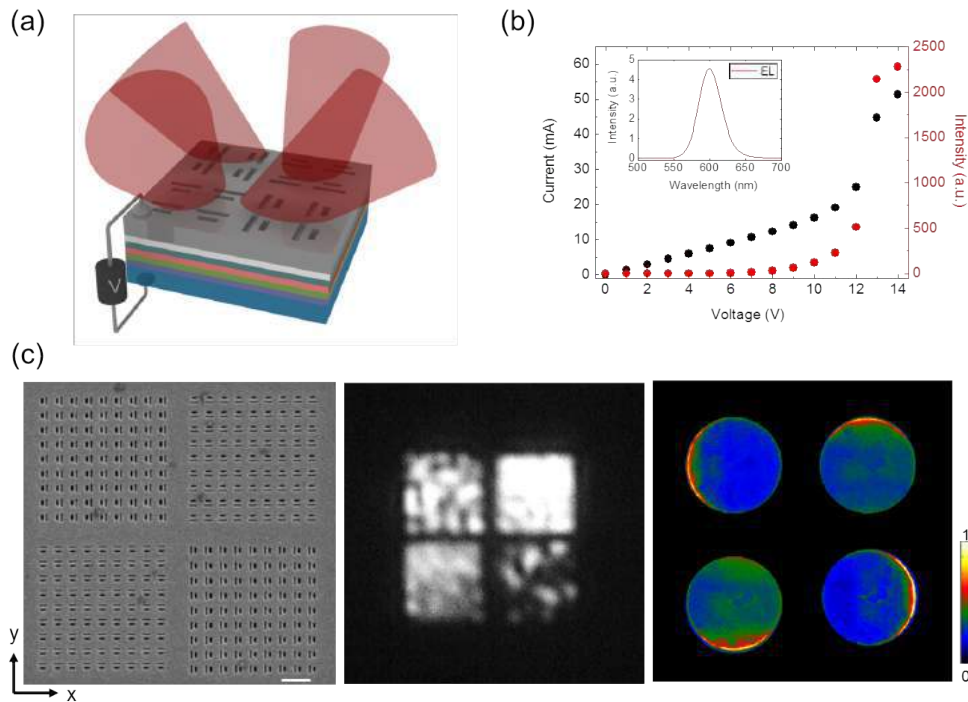 (a)
V
(b)
Current (mA)
60
50
40
30
20
10
0
0 2 4 6 8 10 12 14
Voltage (V)
2500
2000
1500
1000
500
0
Intensity (a.u.)
EL
Intensity (a.u.)
5
4
3
2
1
0
500 550 600 650 700
Wavelength (nm)
(c)
y
x
1
0